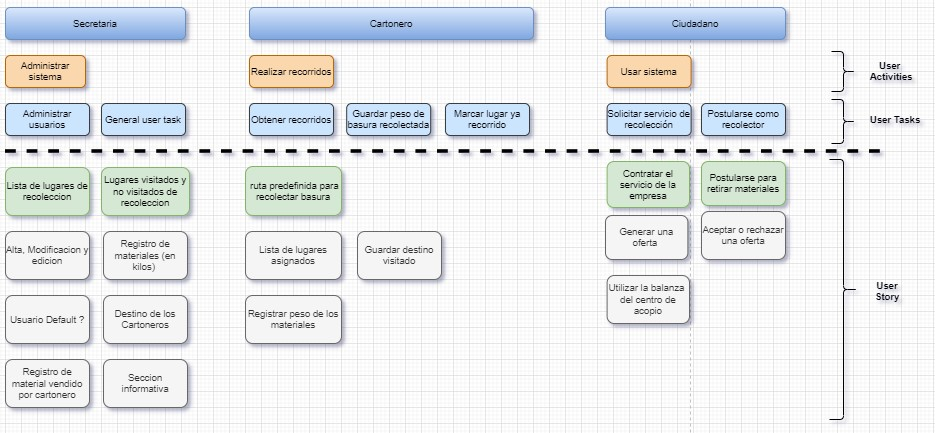 Secretaria
Cartonero
Ciudadano
Administrar
sistema
Realizar recorridos
Usar sistema
User
Activities
Administrar
usuarios
General user task
Obtener recorridos
Guardar peso de
basura recolectada
Marcar lugar ya
recorrido
Solicitar servicio de
recolección
Postularse como
recolector
User Tasks
Lista de lugares de
recoleccion
Lugares visitados y
no visitados de
recoleccion
ruta predefinida para
recolectar basura
Contratar el
servicio de la
empresa
Postularse para
retirar materiales
Alta, Modificacion y
edicion
Registro de
materiales (en
kilos)
Lista de lugares
asignados
Guardar destino
visitado
Generar una
oferta
Aceptar o rechazar
una oferta
User
Story
Usuario Default ?
Destino de los
Cartoneros
Registrar peso de los
materiales
Utilizar la balanza
del centro de
acopio
Registro de
material vendido
por cartonero
Seccion
informativa